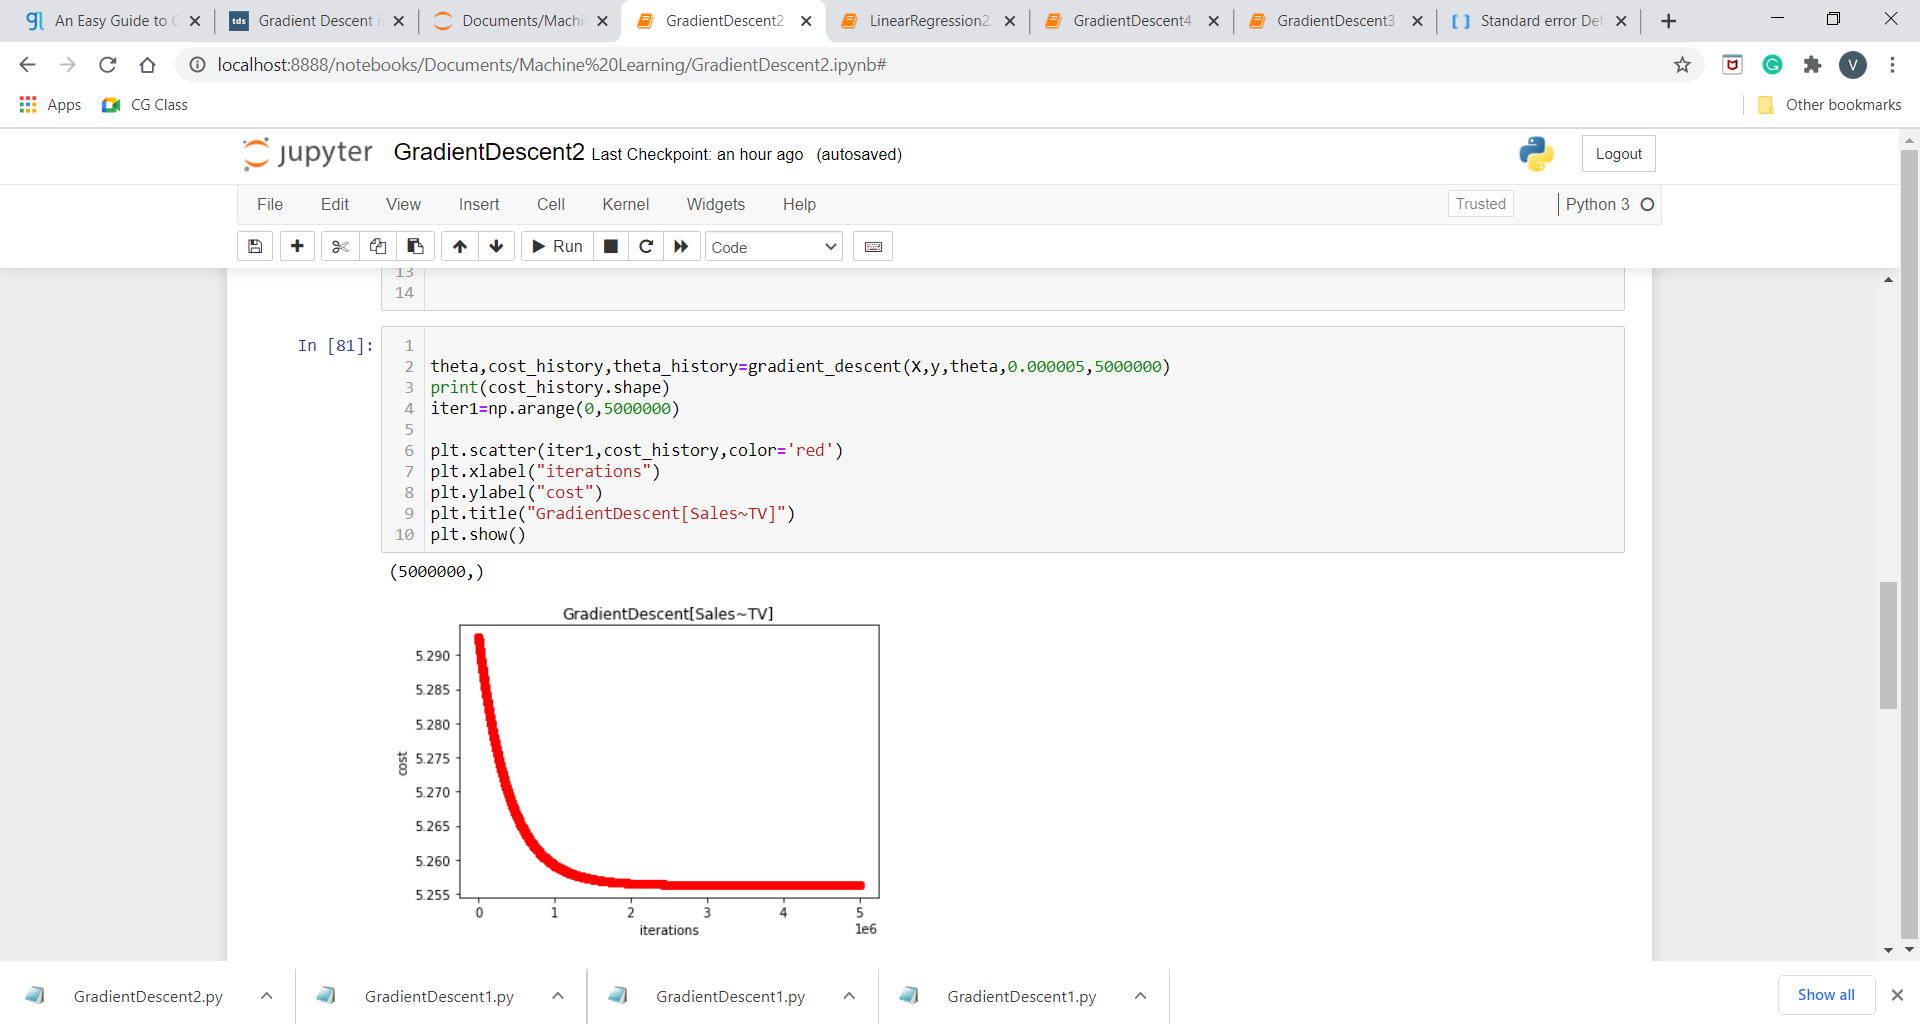 gl An Easy Guide to G
tds Gradient Descent i
Documents/Machin
GradientDescent2
LinearRegression2.
GradientDescent4
GradientDescent3
[ ] Standard error Def
localhost:8888/notebooks/Documents/Machine%20Learning/GradientDescent2.ipynb#
V
Apps
CG Class
Other bookmarks
jupyter GradientDescent2 Last Checkpoint: an hour ago (autosaved)
Logout
File Edit View Insert Cell Kernel Widgets Help
Trusted
Python 3
Run
Code
13
14
In [81]:
1
2 theta,cost_history,theta_history=gradient_descent(X,y,theta,0.000005,5000000)
3 print(cost_history.shape)
4 iter1=np.arange(0,5000000)
5
6 plt.scatter(iter1,cost_history,color='red')
7 plt.xlabel("iterations")
8 plt.ylabel("cost")
9 plt.title("GradientDescent[Sales~TV]")
10 plt.show()
(5000000,)
GradientDescent[Sales~TV]
5.290
5.285
5.280
5.275
5.270
5.265
5.260
5.255
cost
0 1 2 3 4 5
iterations
1e6
GradientDescent2.py
GradientDescent1.py
GradientDescent1.py
GradientDescent1.py
Show all